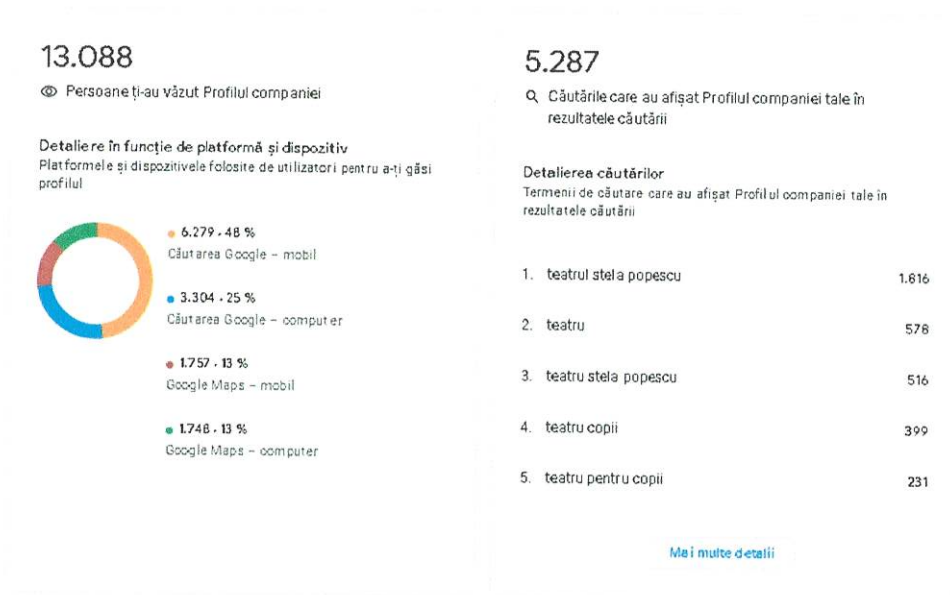 13.088
Persoane ți-au văzut Profilul companiei
Detaliere în funcție de platformă și dispozitiv
Platformele și dispozitivele folosite de utilizatori pentru a-ți găsi
profilul
6.279 · 48 %
Căutarea Google – mobil
3.304 · 25 %
Căutarea Google – computer
1.757 · 13 %
Google Maps – mobil
1.748 · 13 %
Google Maps – computer
5.287
Căutările care au afișat Profilul companiei tale în
rezultatele căutării
Detalierea căutărilor
Termenii de căutare care au afișat Profilul companiei tale în
rezultatele căutării
1. teatrul stela popescu 1.616
2. teatru 578
3. teatru stela popescu 516
4. teatru copii 399
5. teatru pentru copii 231
Mai multe detalii